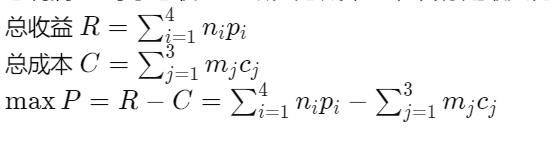 总收益 R = ∑_{i=1}^{4} n_i p_i
总成本 C = ∑_{j=1}^{3} m_j c_j
max P = R − C = ∑_{i=1}^{4} n_i p_i − ∑_{j=1}^{3} m_j c_j